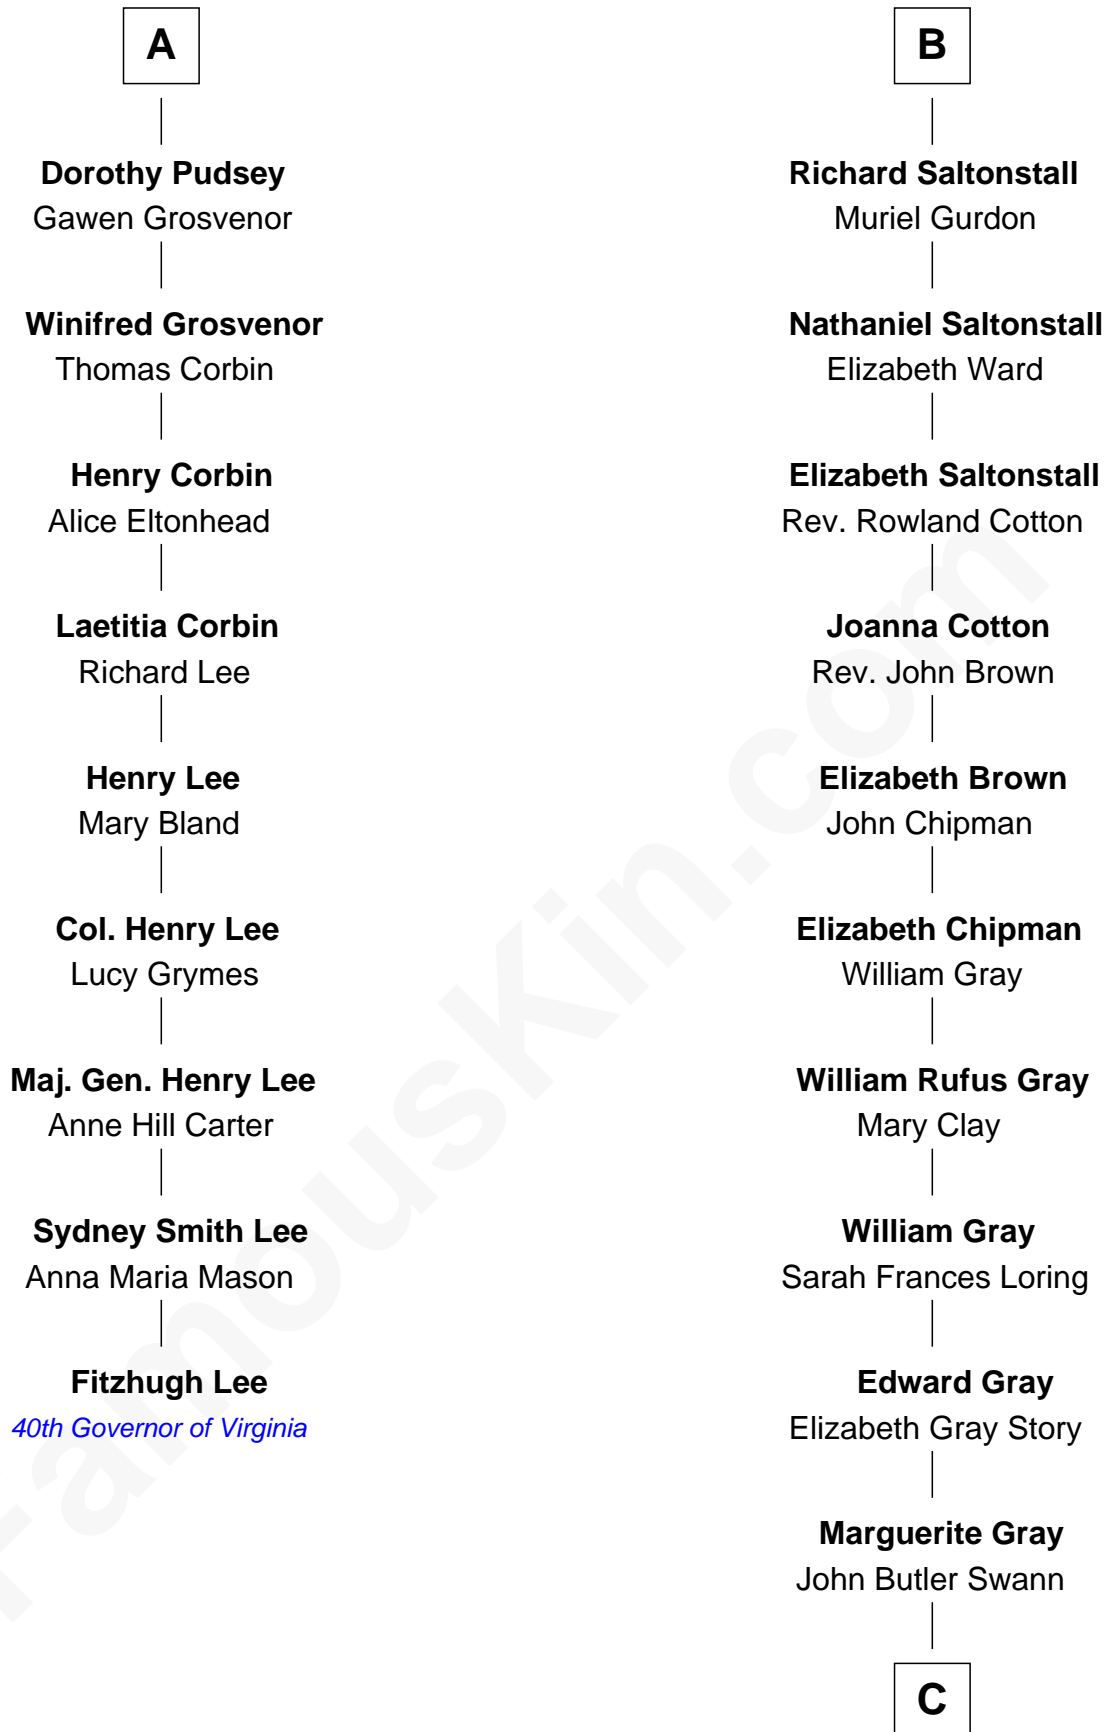 A
Dorothy Pudsey
Gawen Grosvenor
Winifred Grosvenor
Thomas Corbin
Henry Corbin
Alice Eltonhead
Laetitia Corbin
Richard Lee
Henry Lee
Mary Bland
Col. Henry Lee
Lucy Grymes
Maj. Gen. Henry Lee
Anne Hill Carter
Sydney Smith Lee
Anna Maria Mason
Fitzhugh Lee
40th Governor of Virginia
B
Richard Saltonstall
Muriel Gurdon
Nathaniel Saltonstall
Elizabeth Ward
Elizabeth Saltonstall
Rev. Rowland Cotton
Joanna Cotton
Rev. John Brown
Elizabeth Brown
John Chipman
Elizabeth Chipman
William Gray
William Rufus Gray
Mary Clay
William Gray
Sarah Frances Loring
Edward Gray
Elizabeth Gray Story
Marguerite Gray
John Butler Swann
C
FamousKin.com